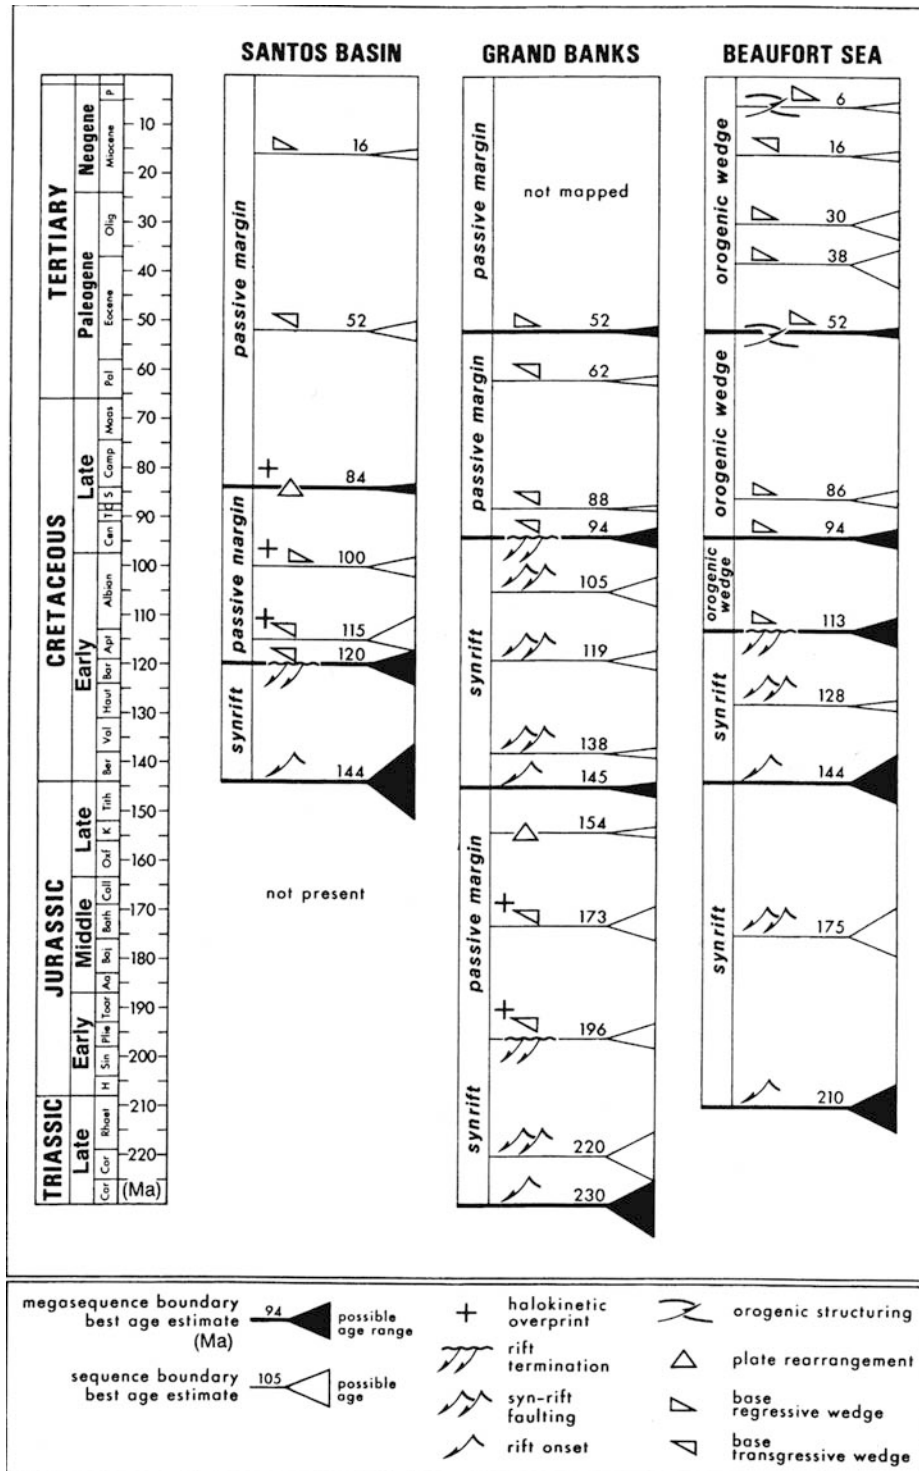 SANTOS BASIN
GRAND BANKS
BEAUFORT SEA
TERTIARY
Neogene
Paleogene
P
Miocene
Olig
Eocene
Pal
CRETACEOUS
Late
Early
Maas
Camp
S
C
T
Cen
Albian
Apt
Bar
Haut
Val
Ber
JURASSIC
Late
Middle
Early
Tith
K
Oxf
Call
Bath
Baj
Aa
Toar
Plie
Sin
H
TRIASSIC
Late
Rhaet
Cor
Car
10
20
30
40
50
60
70
80
90
100
110
120
130
140
150
160
170
180
190
200
210
220
(Ma)
passive margin
passive margin
synrift
16
52
84
100
115
120
144
not present
passive margin
passive margin
synrift
passive margin
synrift
not mapped
52
62
88
94
105
119
138
145
154
173
196
220
230
orogenic wedge
orogenic wedge
orogenic wedge
synrift
synrift
6
16
30
38
52
86
94
113
128
144
175
210
megasequence boundary
best age estimate
(Ma)
94
possible
age range
sequence boundary
best age estimate
105
possible
age
halokinetic
overprint
rift
termination
syn-rift
faulting
rift onset
orogenic structuring
plate rearrangement
base
regressive wedge
base
transgressive wedge